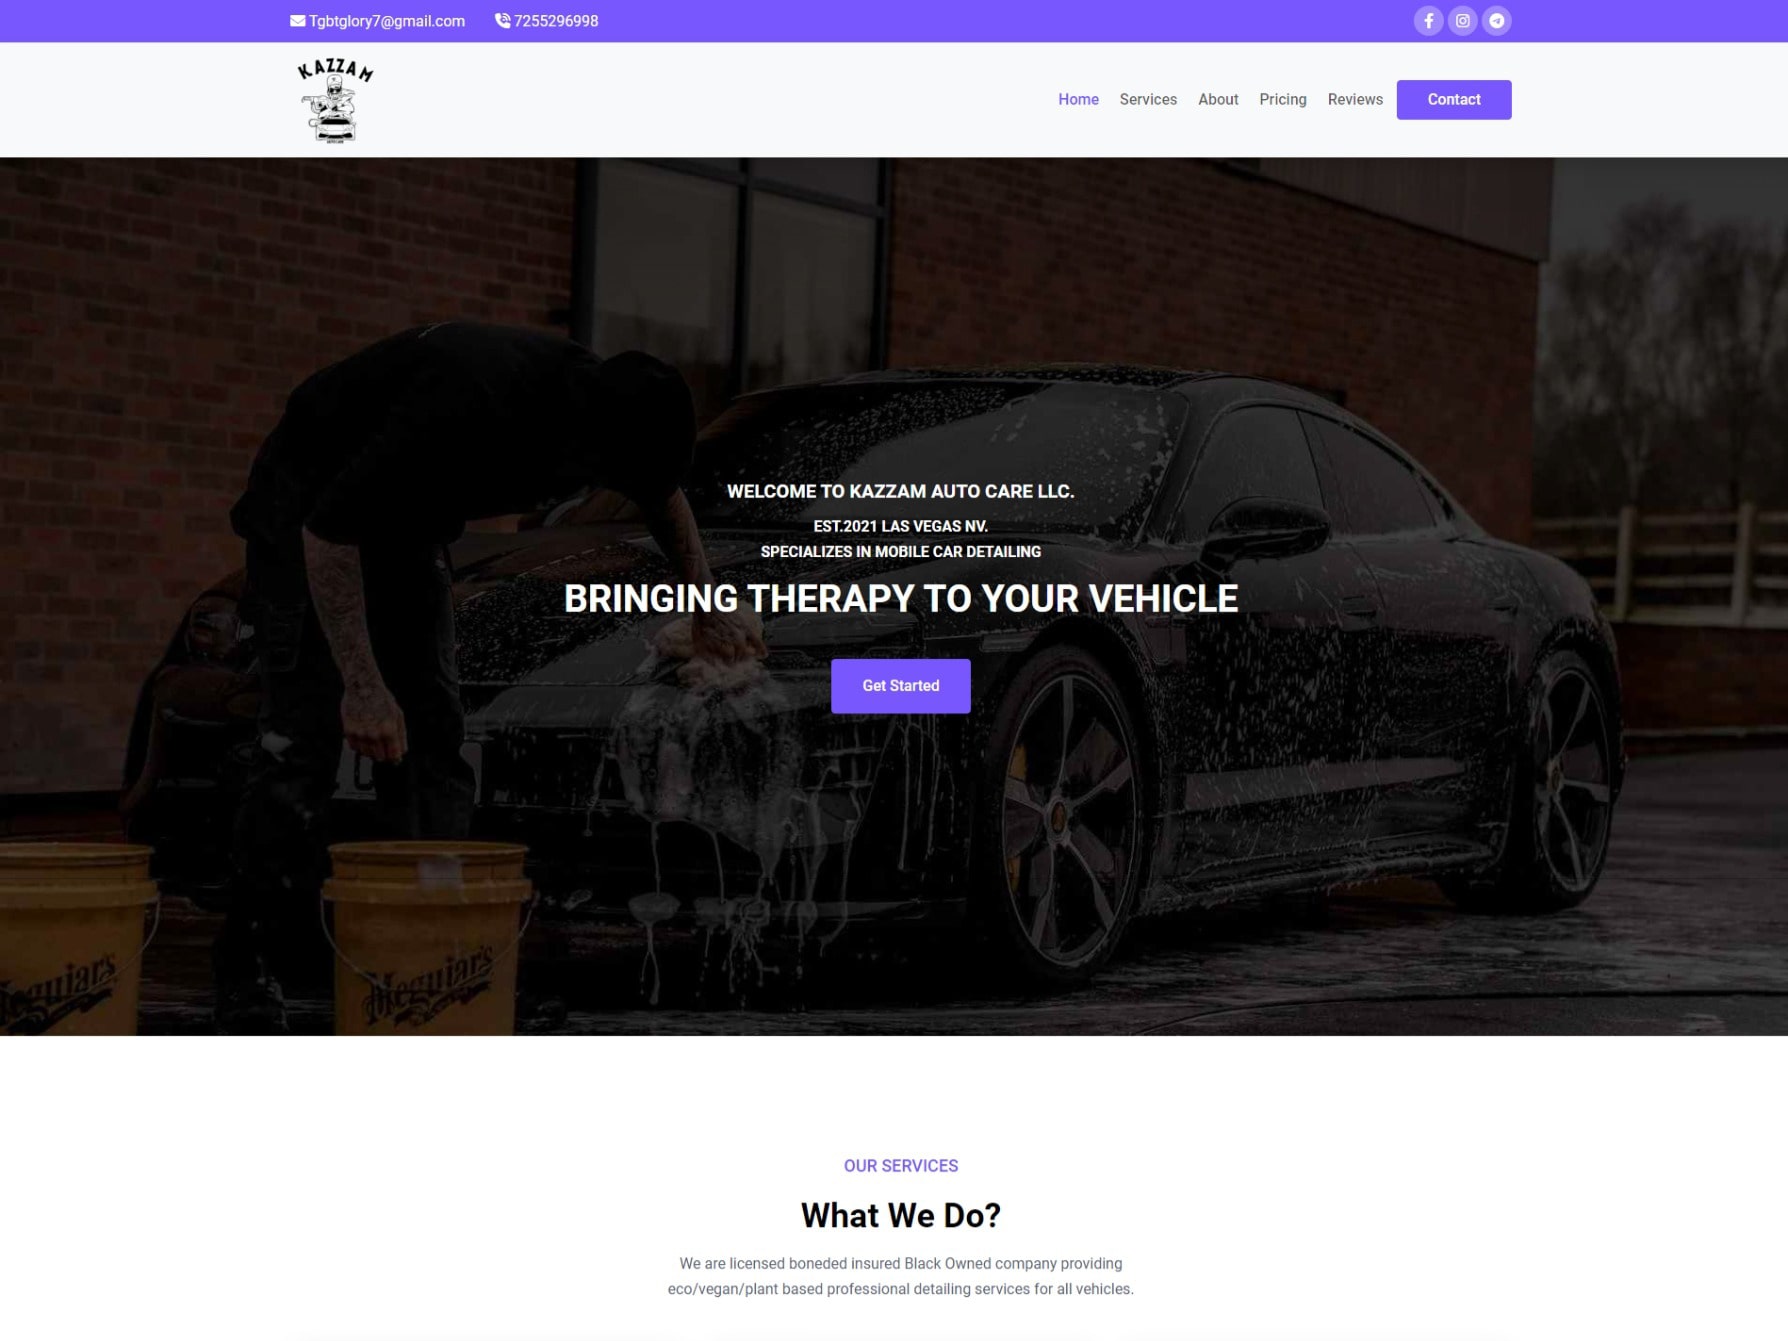 Tgbtglory7@gmail.com
7255296998
KAZZAM
Home
Services
About
Pricing
Reviews
Contact
WELCOME TO KAZZAM AUTO CARE LLC.
EST.2021 LAS VEGAS NV.
SPECIALIZES IN MOBILE CAR DETAILING
BRINGING THERAPY TO YOUR VEHICLE
Get Started
Meguiar's
OUR SERVICES
What We Do?
We are licensed boneded insured Black Owned company providing
eco/vegan/plant based professional detailing services for all vehicles.